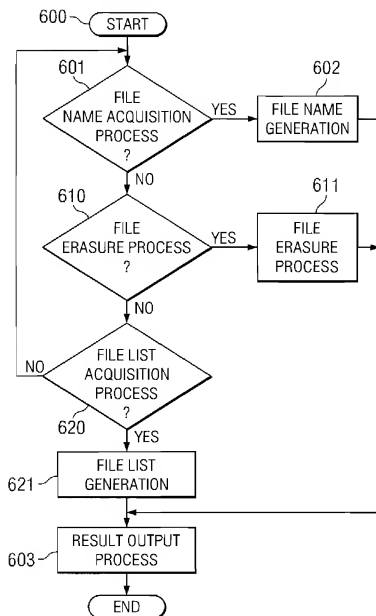 600
START
601
FILE
NAME ACQUISITION
PROCESS
?
YES
602
FILE NAME
GENERATION
NO
610
FILE
ERASURE PROCESS
?
YES
611
FILE
ERASURE
PROCESS
NO
NO
FILE LIST
ACQUISITION
PROCESS
?
620
YES
621
FILE LIST
GENERATION
603
RESULT OUTPUT
PROCESS
END